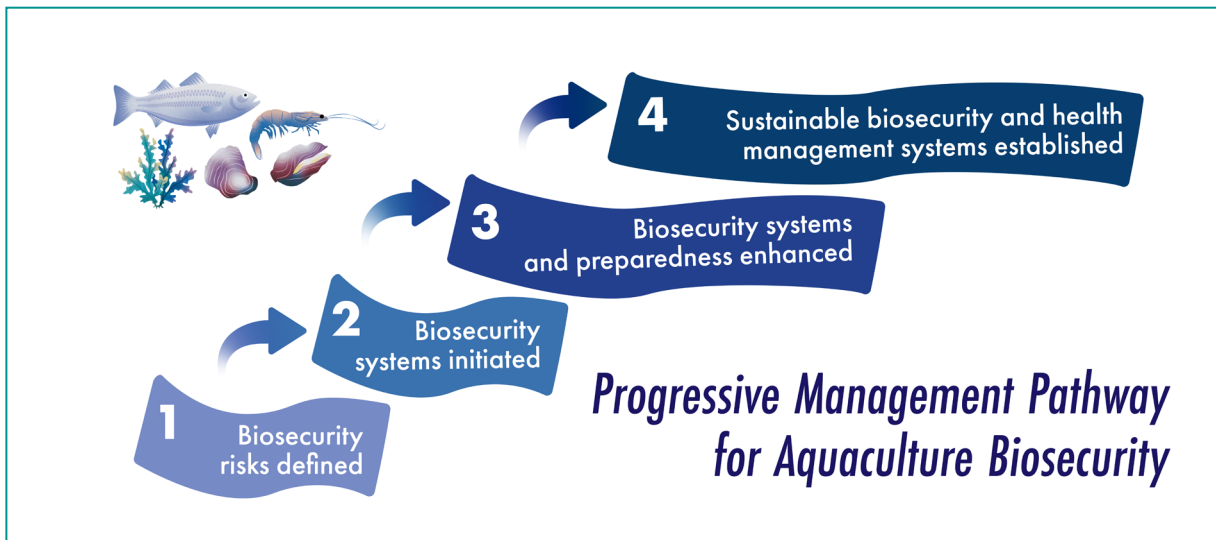 1
Biosecurity
risks defined
2
Biosecurity
systems initiated
3
Biosecurity systems
and preparedness enhanced
4
Sustainable biosecurity and health
management systems established
Progressive Management Pathway
for Aquaculture Biosecurity